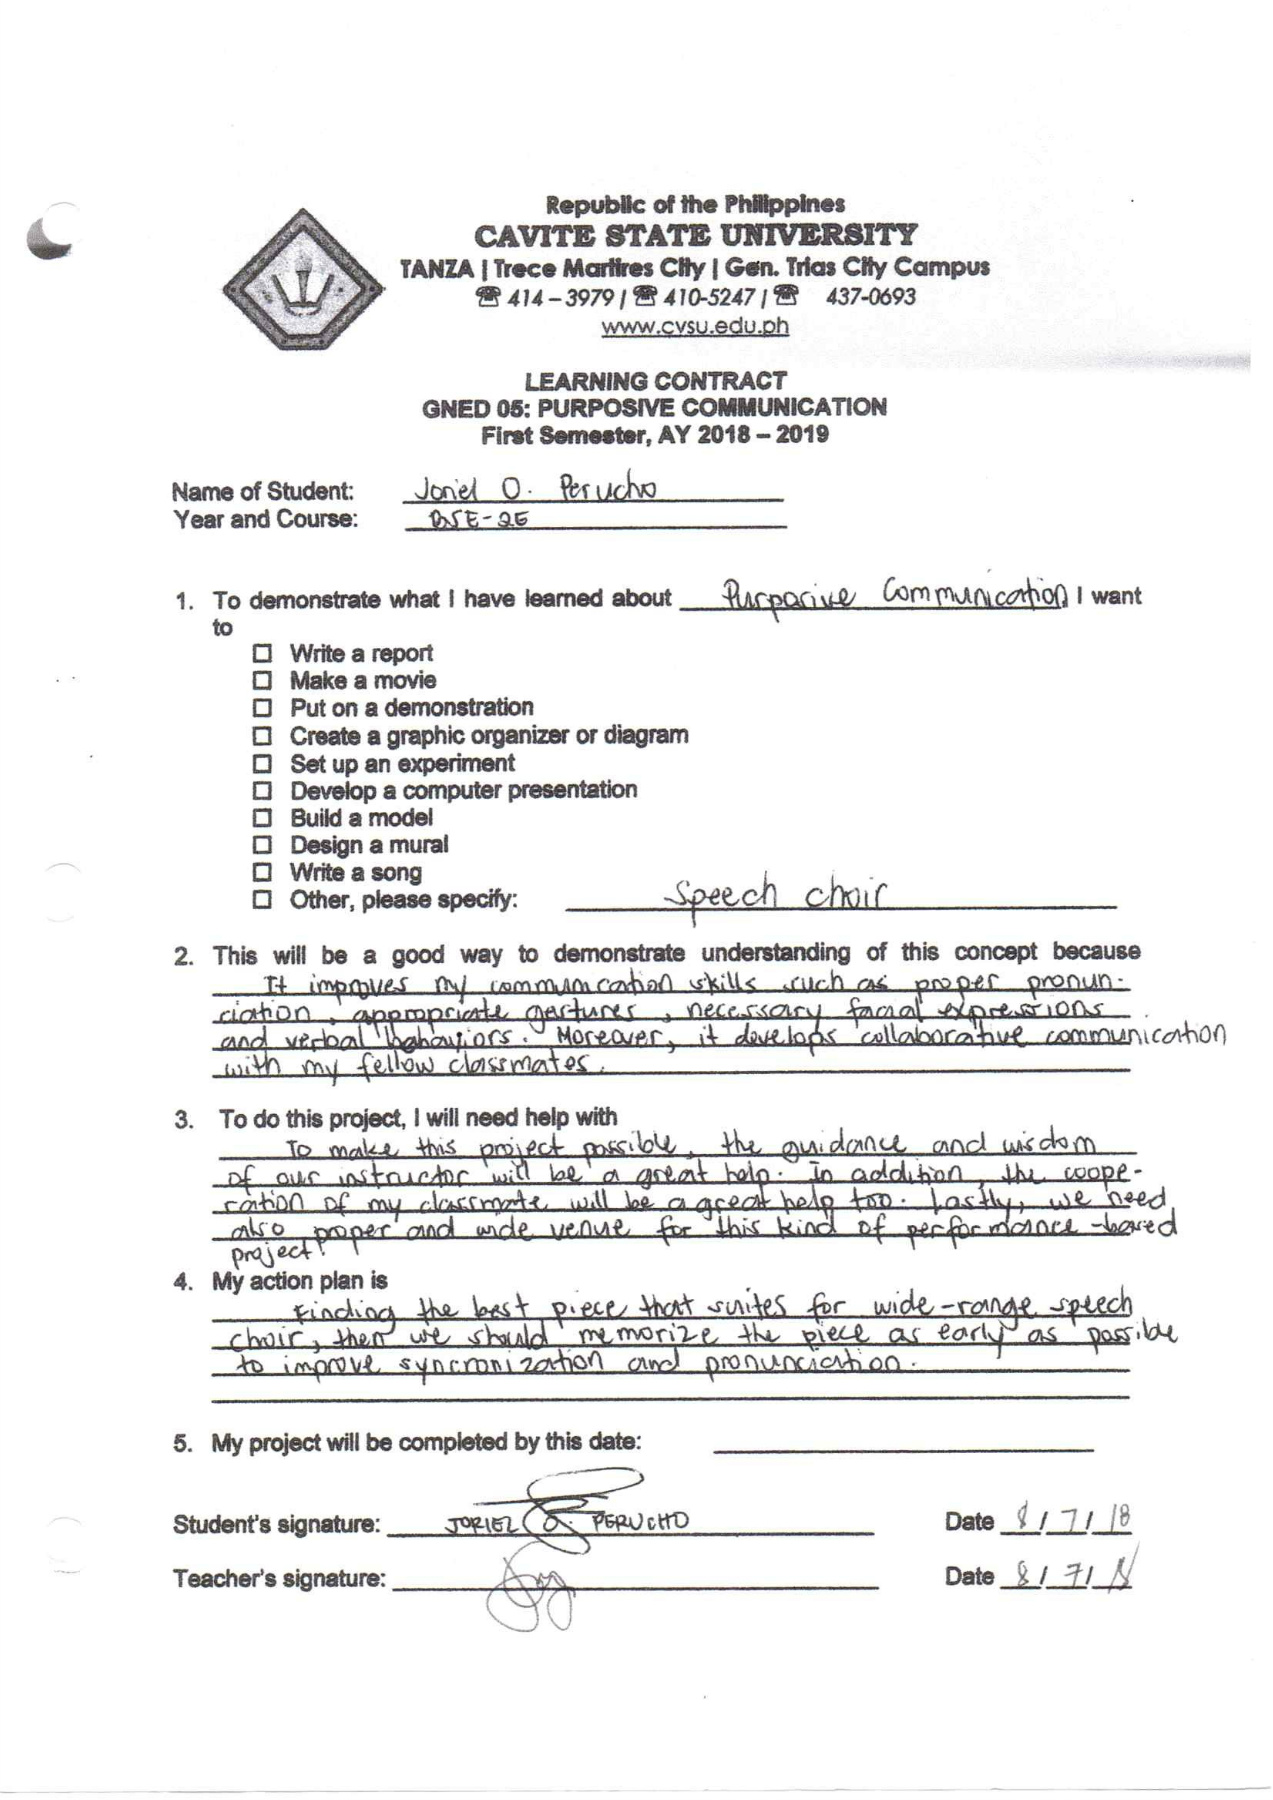 Republic of the Philippines
CAVITE STATE UNIVERSITY
TANZA | Trece Martires City | Gen. Trias City Campus
☎ 414 – 3979 / ☎ 410-5247 / ☎ 437-0693
www.cvsu.edu.ph
LEARNING CONTRACT
GNED 05: PURPOSIVE COMMUNICATION
First Semester, AY 2018 – 2019
Name of Student: Joriel O. Perucho
Year and Course: BSE-2E
1. To demonstrate what I have learned about Purposive Communication I want
to
☐ Write a report
☐ Make a movie
☐ Put on a demonstration
☐ Create a graphic organizer or diagram
☐ Set up an experiment
☐ Develop a computer presentation
☐ Build a model
☐ Design a mural
☐ Write a song
☐ Other, please specify: Speech choir
2. This will be a good way to demonstrate understanding of this concept because
It improves my communication skills such as proper pronun-
ciation, appropriate gestures, necessary facial expressions
and verbal behaviors. Moreover, it develops collaborative communication
with my fellow classmates.
3. To do this project, I will need help with
To make this project possible, the guidance and wisdom
of our instructor will be a great help. In addition, the coope-
ration of my classmate will be a great help too. Lastly, we need
also proper and wide venue for this kind of performance-based
project.
4. My action plan is
Finding the best piece that suites for wide-range speech
choir, then we should memorize the piece as early as possible
to improve syncronization and pronunciation.
5. My project will be completed by this date:
Student's signature: JORIEL O. PERUCHO Date 8/7/18
Teacher's signature: Date 8/7/18